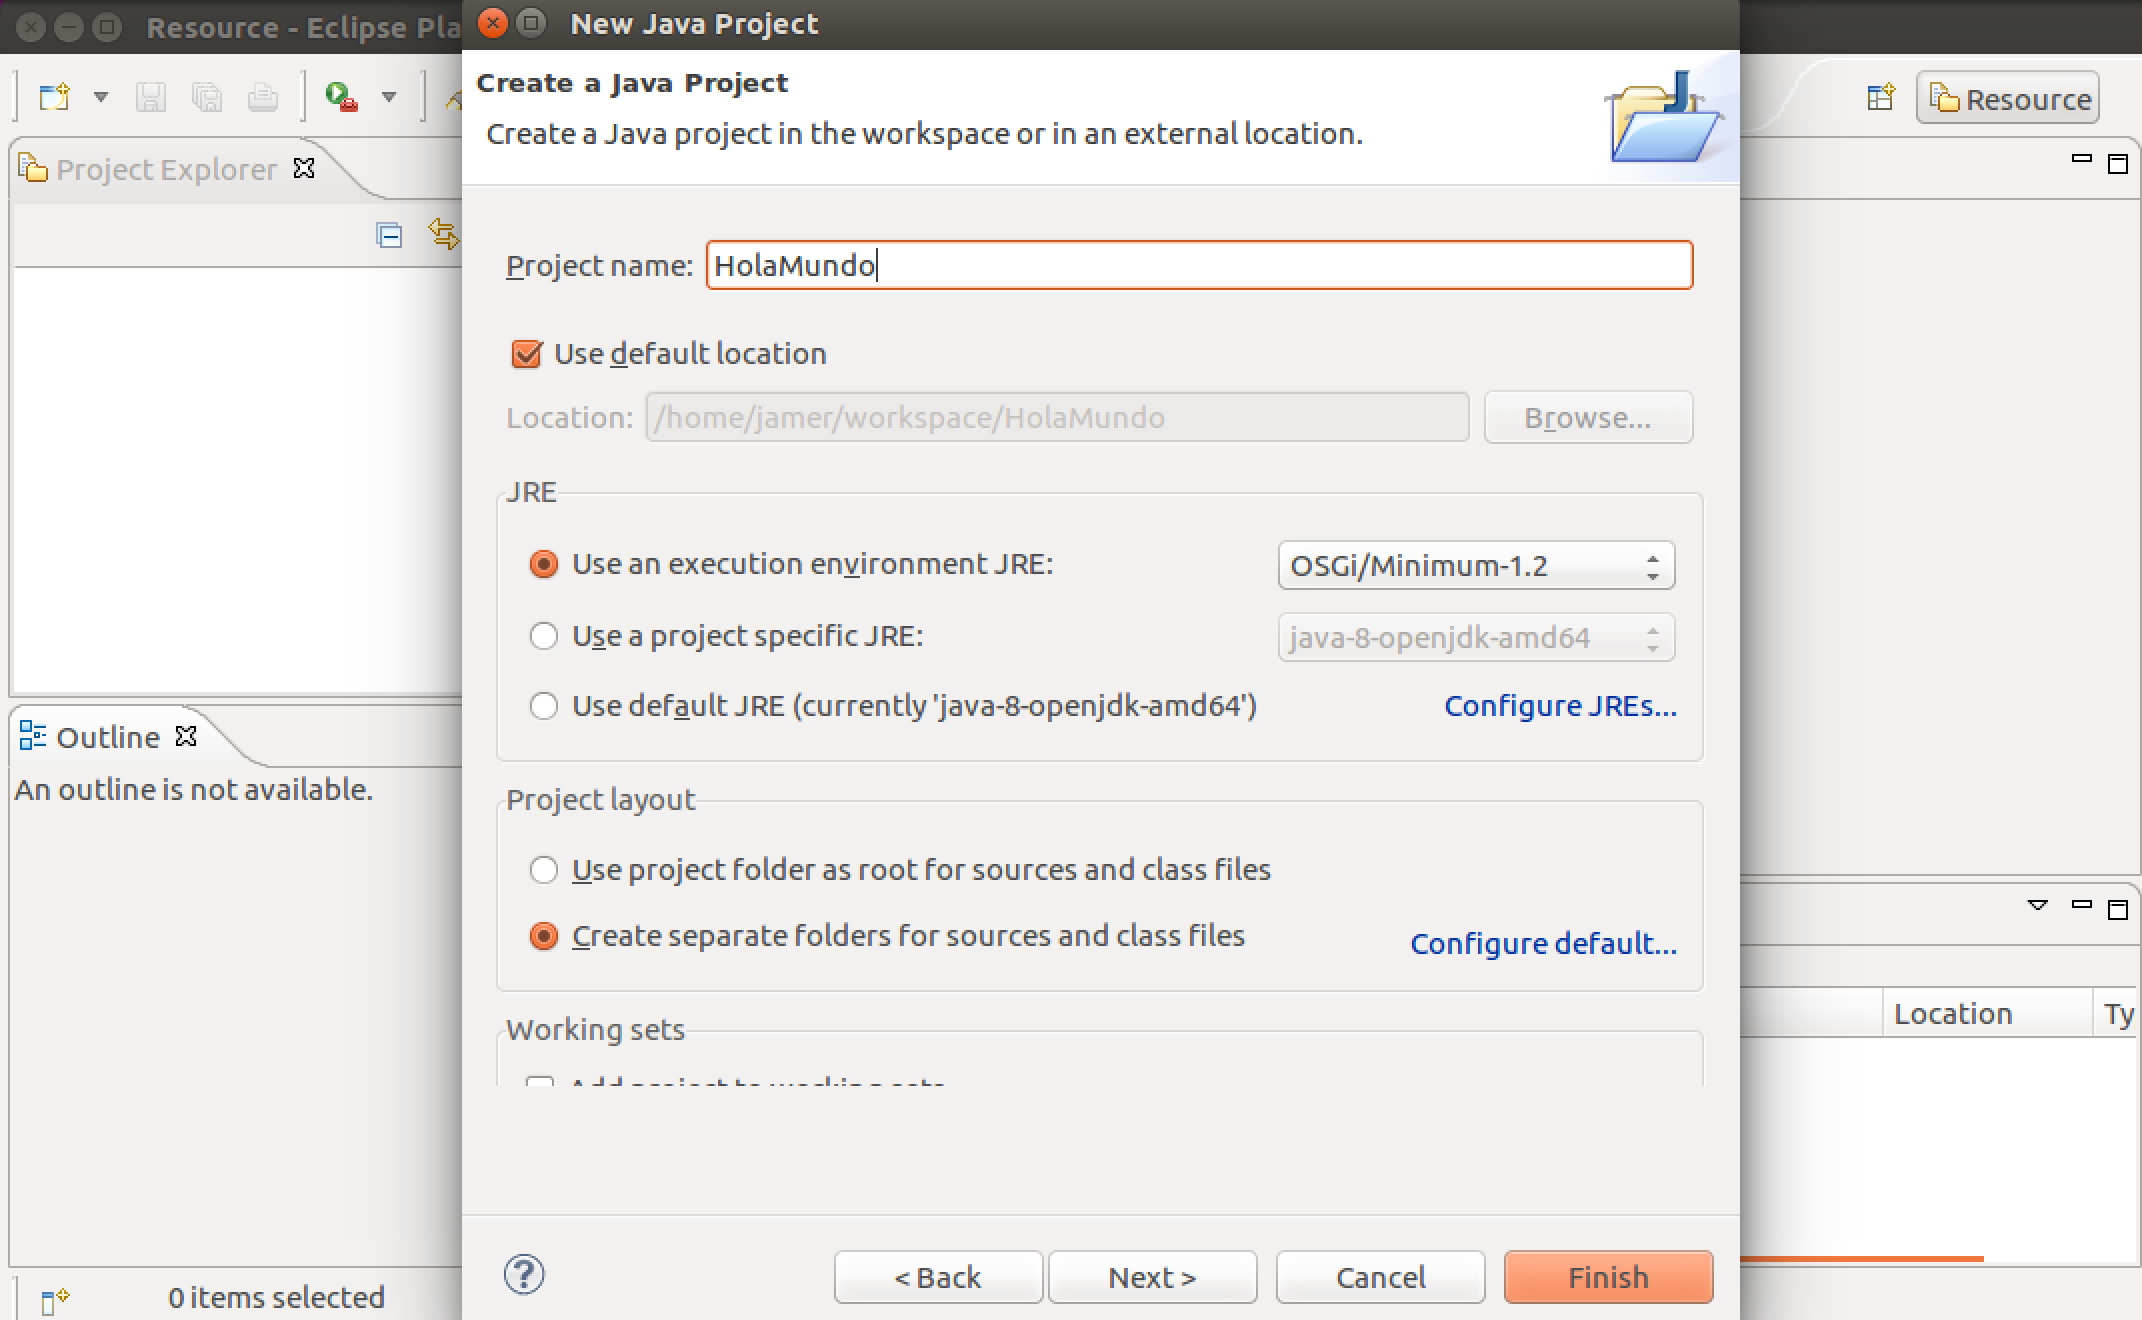 Resource - Eclipse Pla
New Java Project
Create a Java Project
Create a Java project in the workspace or in an external location.
Resource
Project Explorer
Project name: HolaMundo
Use default location
Location: /home/jamer/workspace/HolaMundo Browse...
JRE
Use an execution environment JRE: OSGi/Minimum-1.2
Use a project specific JRE: java-8-openjdk-amd64
Use default JRE (currently 'java-8-openjdk-amd64') Configure JREs...
Outline
An outline is not available.
Project layout
Use project folder as root for sources and class files
Create separate folders for sources and class files Configure default...
Location Ty
Working sets
Add project to working sets
? < Back Next > Cancel Finish
0 items selected